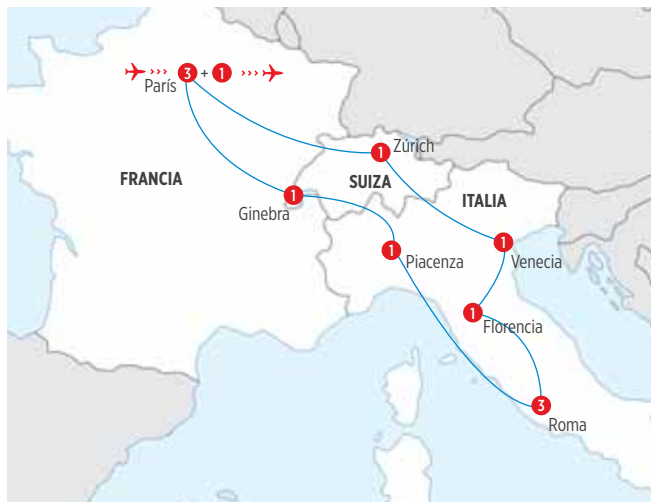 3 + 1
París
Zúrich
1
FRANCIA
SUIZA
ITALIA
1
Ginebra
1
Venecia
1
Piacenza
1
Florencia
3
Roma